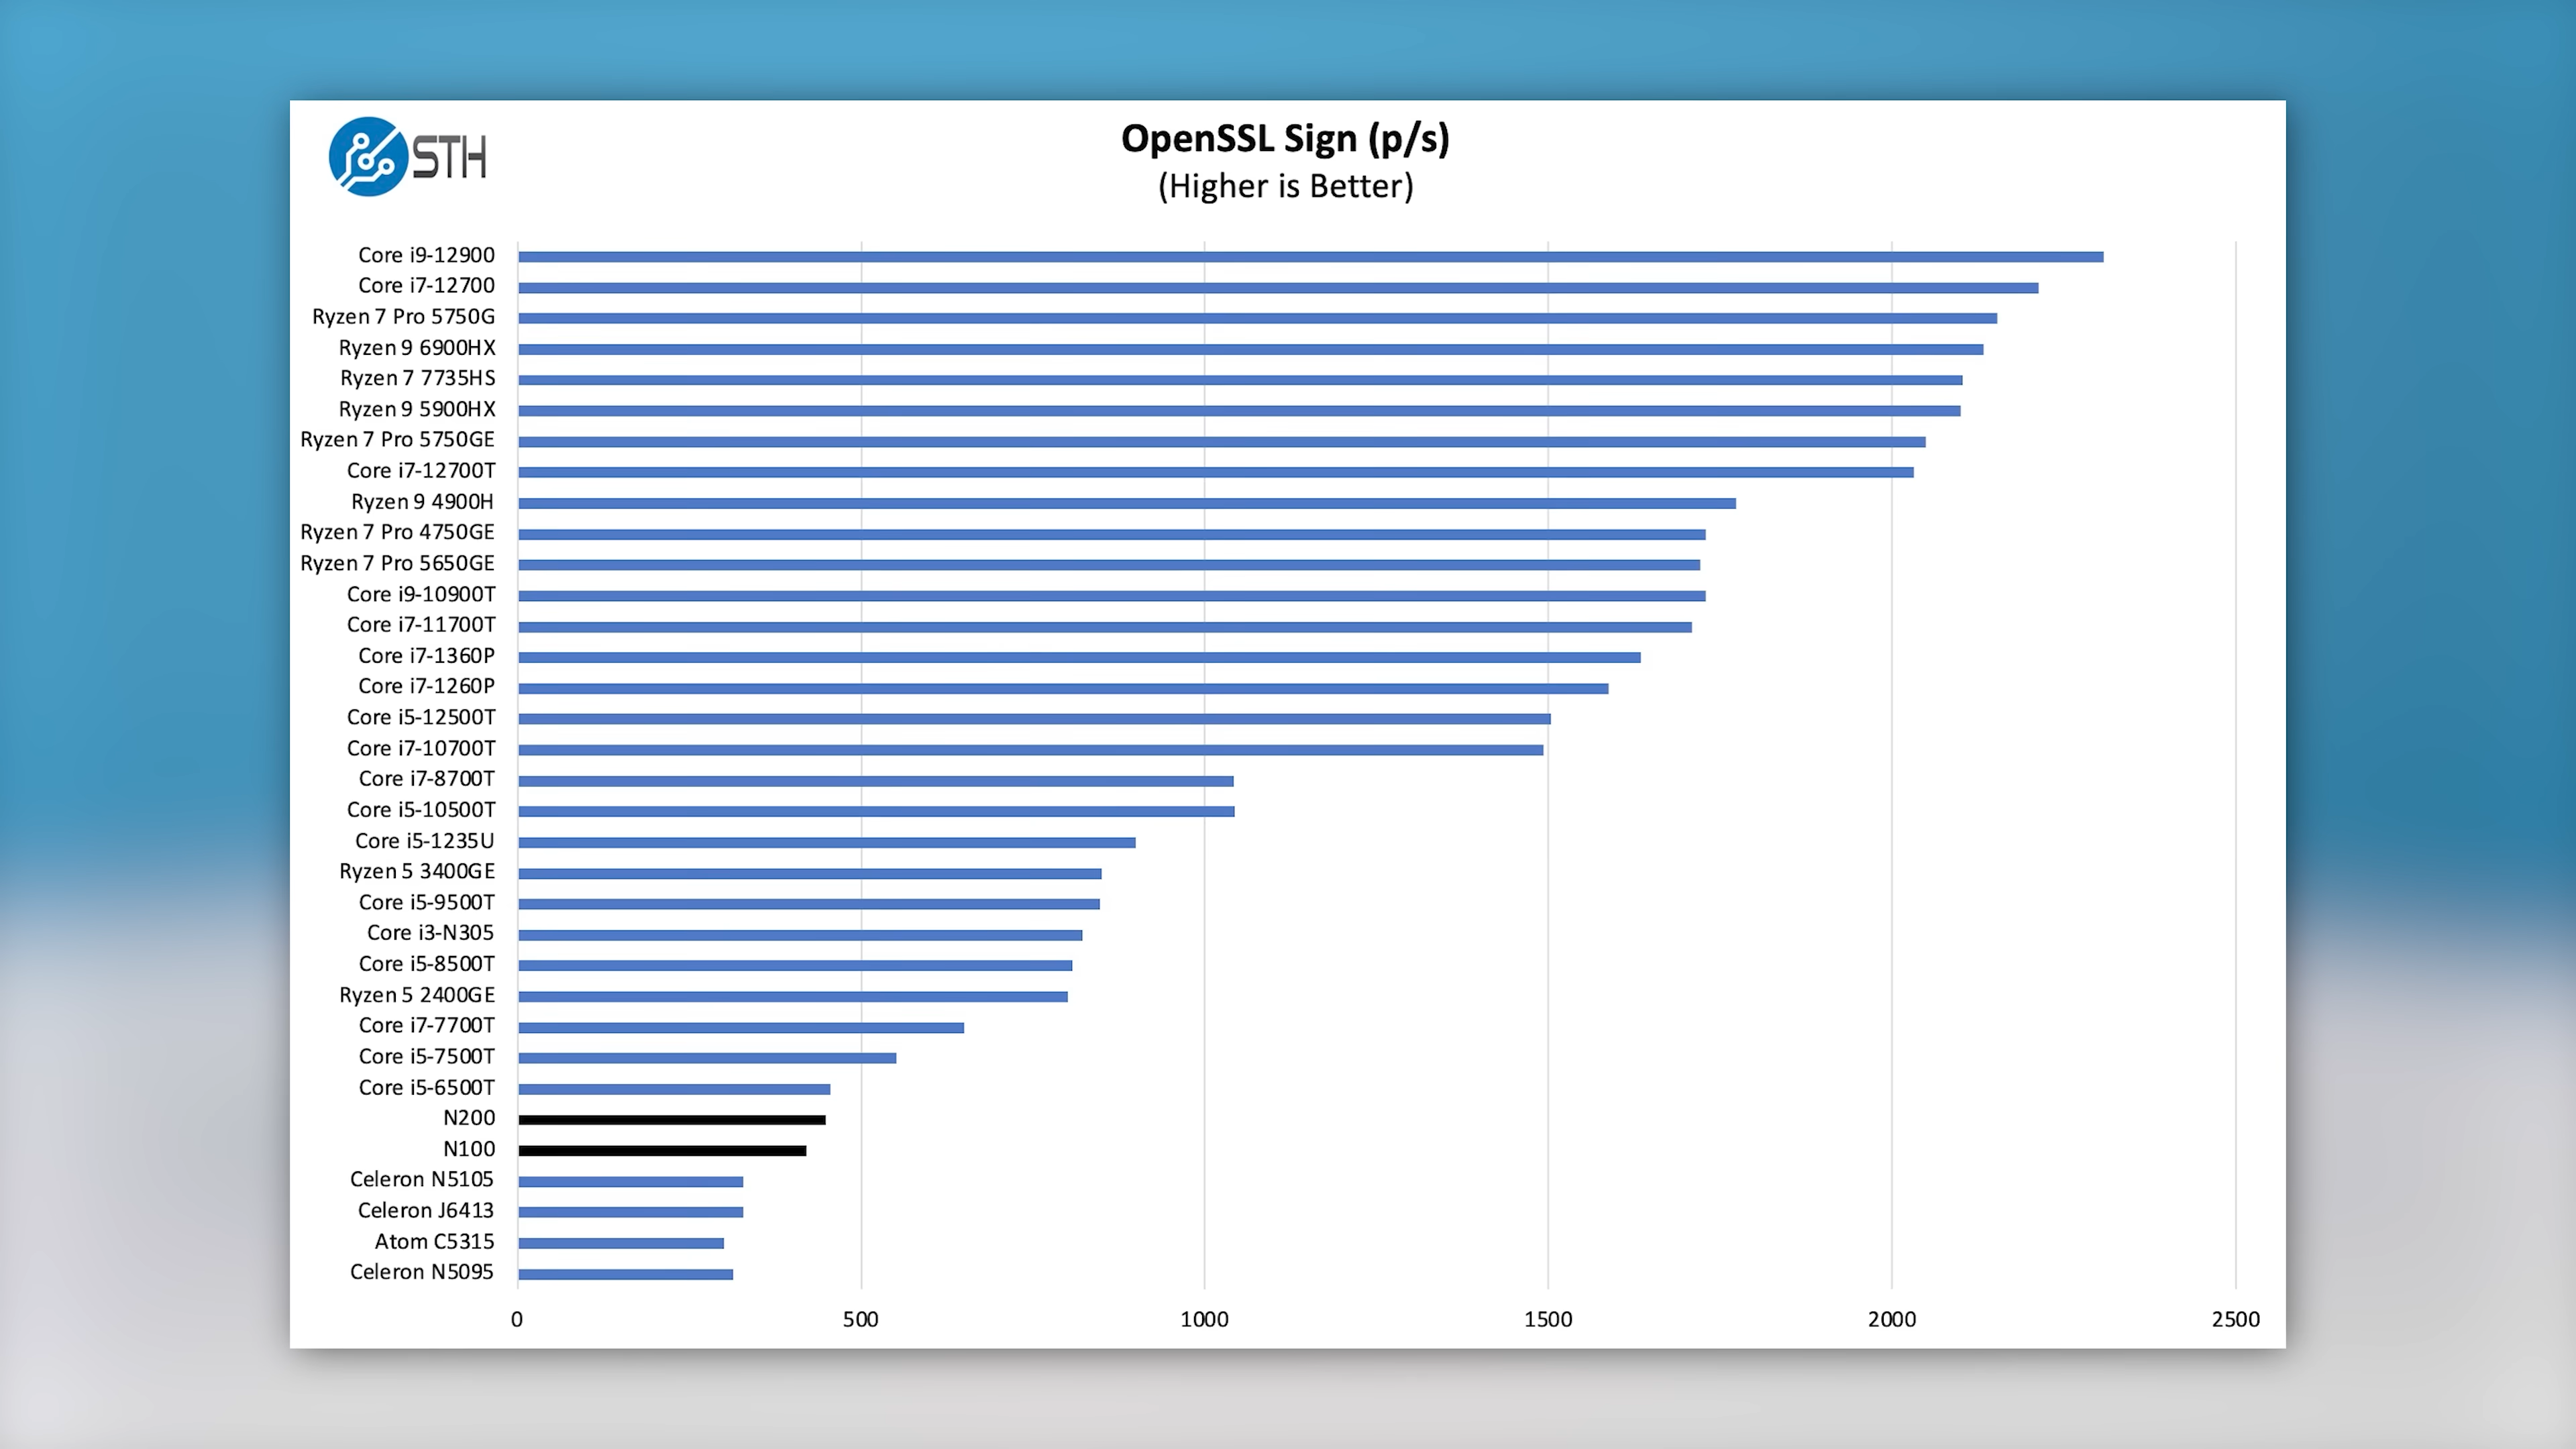 STH
OpenSSL Sign (p/s)
(Higher is Better)
Core i9-12900
Core i7-12700
Ryzen 7 Pro 5750G
Ryzen 9 6900HX
Ryzen 7 7735HS
Ryzen 9 5900HX
Ryzen 7 Pro 5750GE
Core i7-12700T
Ryzen 9 4900H
Ryzen 7 Pro 4750GE
Ryzen 7 Pro 5650GE
Core i9-10900T
Core i7-11700T
Core i7-1360P
Core i7-1260P
Core i5-12500T
Core i7-10700T
Core i7-8700T
Core i5-10500T
Core i5-1235U
Ryzen 5 3400GE
Core i5-9500T
Core i3-N305
Core i5-8500T
Ryzen 5 2400GE
Core i7-7700T
Core i5-7500T
Core i5-6500T
N200
N100
Celeron N5105
Celeron J6413
Atom C5315
Celeron N5095
0 500 1000 1500 2000 2500